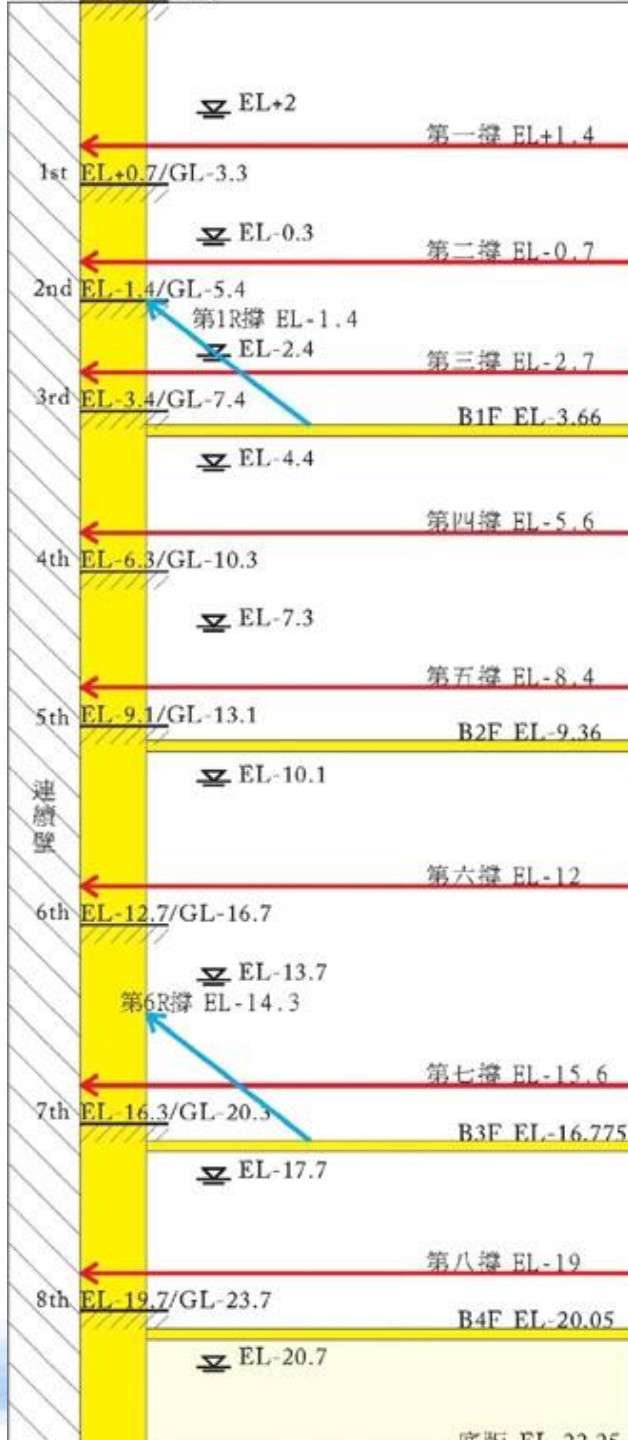 EL+2
第一撐 EL+1.4
1st EL+0.7/GL-3.3
EL-0.3
第二撐 EL-0.7
2nd EL-1.4/GL-5.4
第1R撐 EL-1.4
EL-2.4
第三撐 EL-2.7
3rd EL-3.4/GL-7.4
B1F EL-3.66
EL-4.4
第四撐 EL-5.6
4th EL-6.3/GL-10.3
EL-7.3
第五撐 EL-8.4
5th EL-9.1/GL-13.1
B2F EL-9.36
EL-10.1
連續壁
第六撐 EL-12
6th EL-12.7/GL-16.7
EL-13.7
第6R撐 EL-14.3
第七撐 EL-15.6
7th EL-16.3/GL-20.3
B3F EL-16.775
EL-17.7
第八撐 EL-19
8th EL-19.7/GL-23.7
B4F EL-20.05
EL-20.7